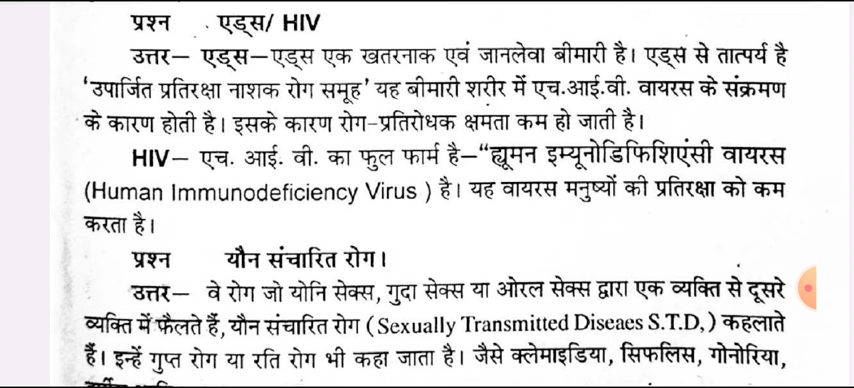 प्रश्न . एड्स/ HIV
उत्तर— एड्स—एड्स एक खतरनाक एवं जानलेवा बीमारी है। एड्स से तात्पर्य है
'उपार्जित प्रतिरक्षा नाशक रोग समूह' यह बीमारी शरीर में एच.आई.वी. वायरस के संक्रमण
के कारण होती है। इसके कारण रोग-प्रतिरोधक क्षमता कम हो जाती है।
HIV— एच. आई. वी. का फुल फार्म है—“ह्यूमन इम्यूनोडिफिशिएंसी वायरस
(Human Immunodeficiency Virus ) है। यह वायरस मनुष्यों की प्रतिरक्षा को कम
करता है।
प्रश्न यौन संचारित रोग।
उत्तर— वे रोग जो योनि सेक्स, गुदा सेक्स या ओरल सेक्स द्वारा एक व्यक्ति से दूसरे
व्यक्ति में फैलते हैं, यौन संचारित रोग ( Sexually Transmitted Diseaes S.T.D,) कहलाते
हैं। इन्हें गुप्त रोग या रति रोग भी कहा जाता है। जैसे क्लेमाइडिया, सिफलिस, गोनोरिया,